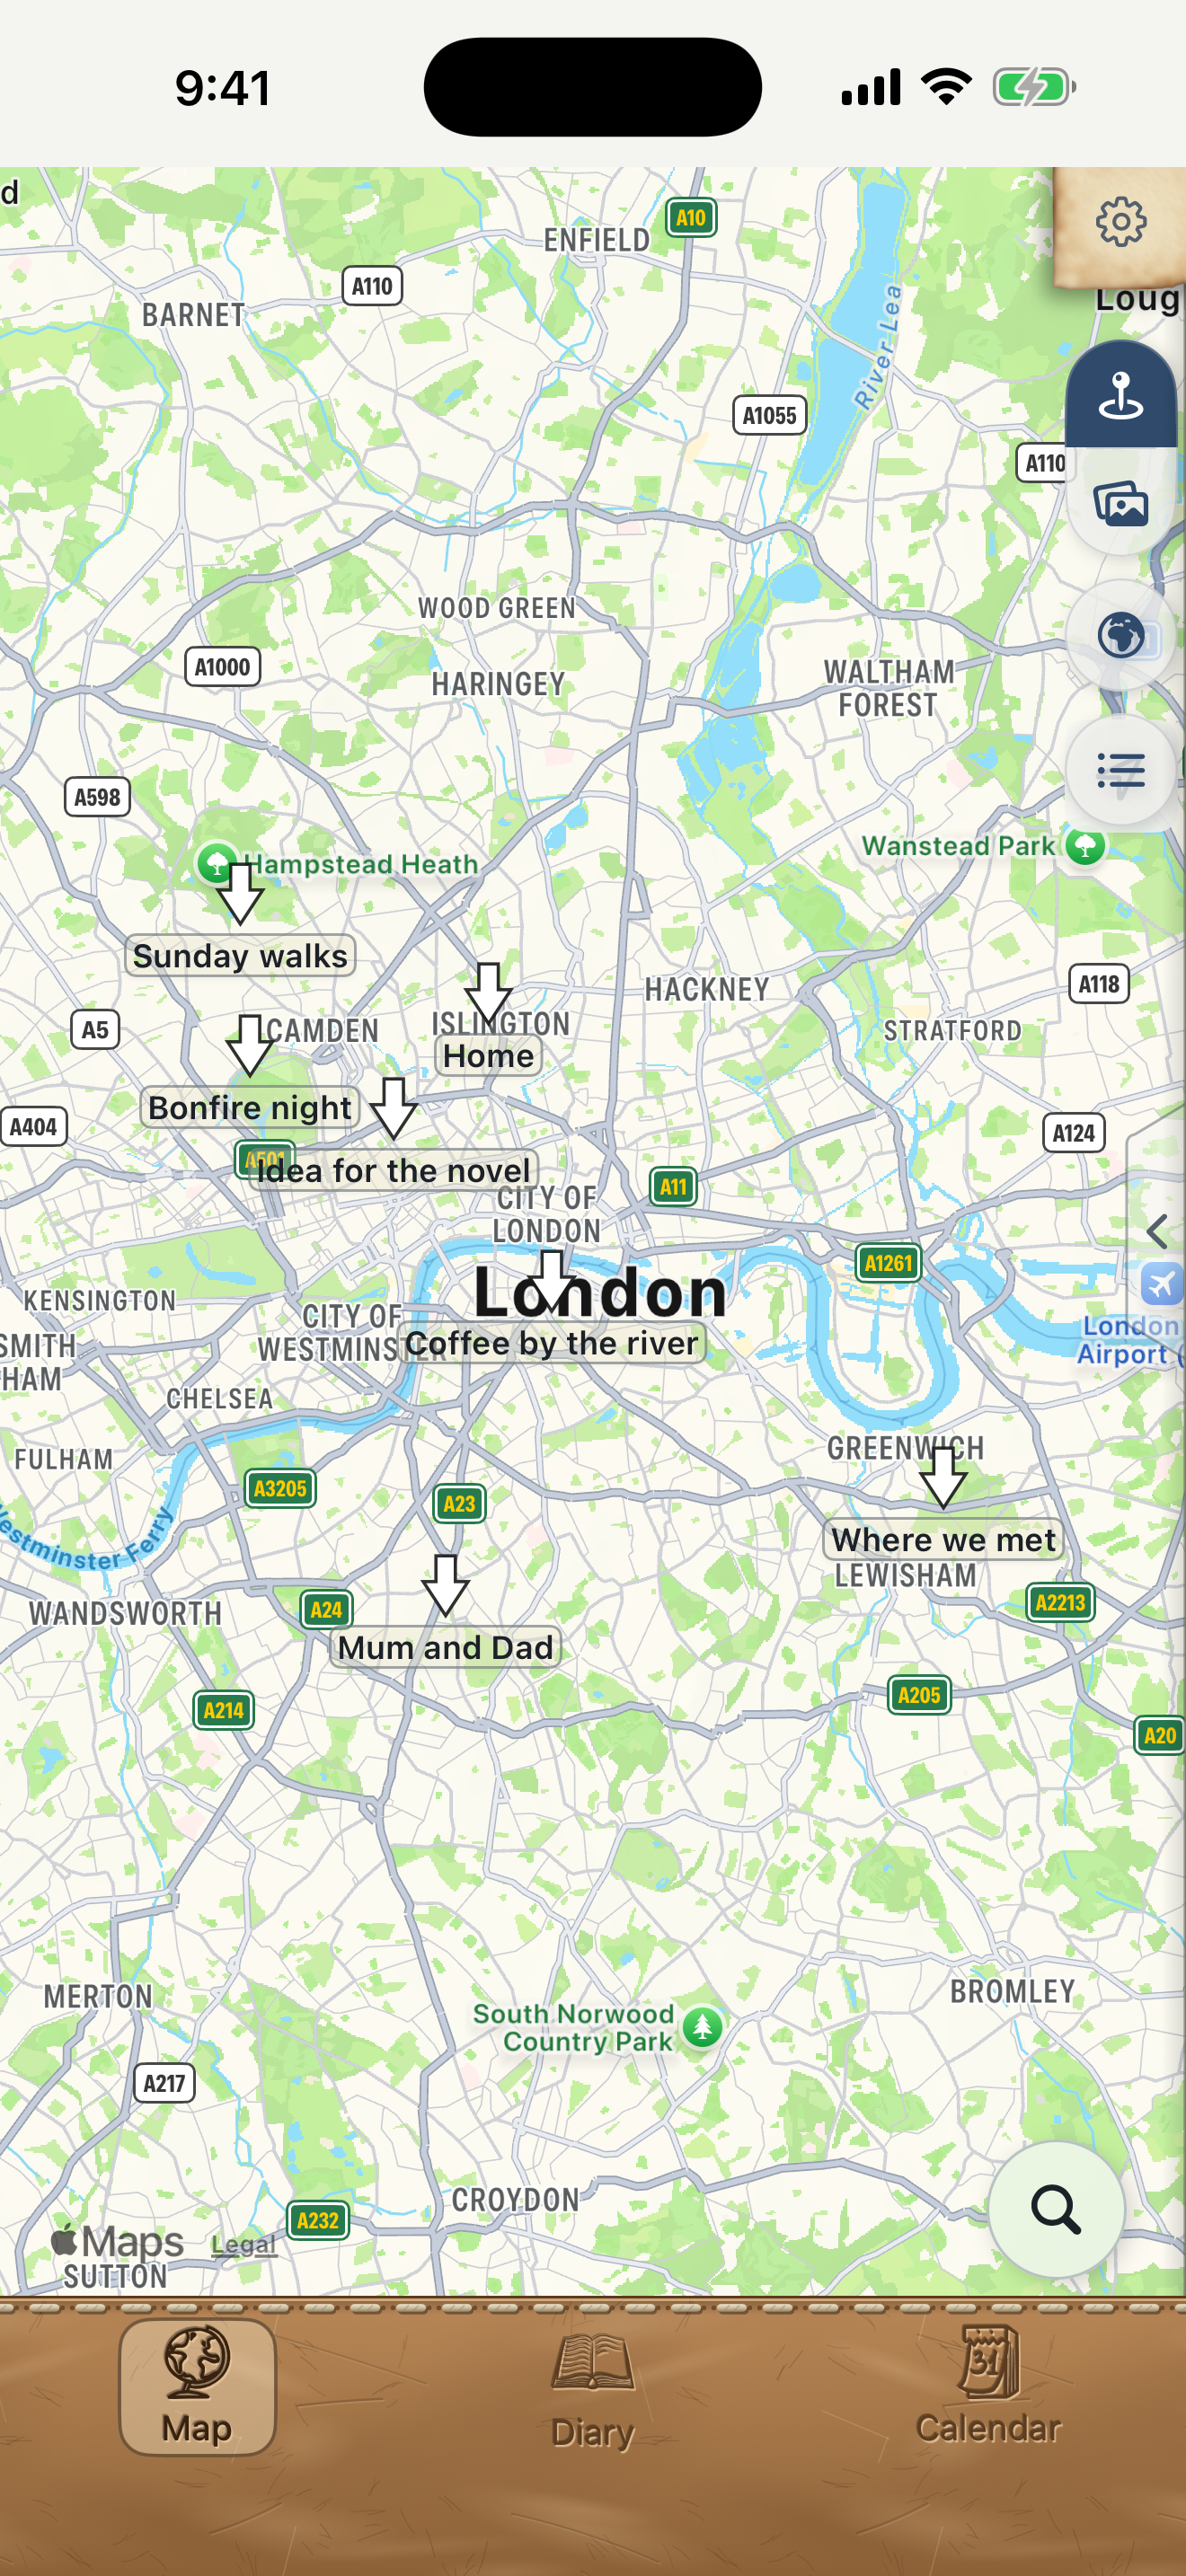 9:41
d
A10
ENFIELD
A110
BARNET
Loug
River Lea
A1055
A110
WOOD GREEN
A1000
HARINGEY
WALTHAM
FOREST
A598
Wanstead Park
Hampstead Heath
Sunday walks
A118
HACKNEY
ISLINGTON
A5
CAMDEN
STRATFORD
Home
Bonfire night
A404
A124
A501
Idea for the novel
A11
CITY OF
LONDON
A1261
London
KENSINGTON
CITY OF
WESTMINSTER
SMITH
HAM
Coffee by the river
London
Airport (
CHELSEA
GREENWICH
FULHAM
A3205
A23
Westminster Ferry
Where we met
LEWISHAM
A24
A2213
WANDSWORTH
Mum and Dad
A214
A205
A20
MERTON
BROMLEY
South Norwood
Country Park
A217
CROYDON
A232
Maps
Legal
SUTTON
31
Map
Diary
Calendar